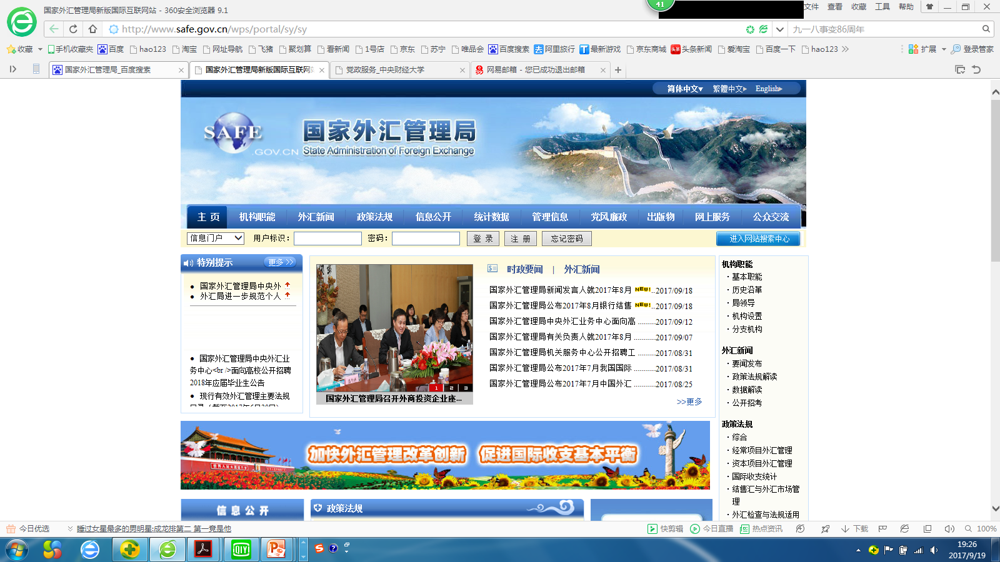 国家外汇管理局新版国际互联网站 - 360安全浏览器 9.1
41
文件 查看 收藏 工具 帮助
http://www.safe.gov.cn/wps/portal/sy/sy
九一八事变86周年
收藏 手机收藏夹 百度 hao123 淘宝 网址导航 飞猪 聚划算 看新闻 1号店 京东 苏宁 唯品会 百度搜索 阿里旅行 最新游戏 京东商城 头条新闻 爱淘宝 百度一下 hao123 扩展 登录管家
国家外汇管理局_百度搜索
国家外汇管理局新版国际互联网
党政服务_中央财经大学
网易邮箱 - 您已成功退出邮箱
简体中文 繁體中文 English
SAFE
.GOV.CN
国家外汇管理局
State Administration of Foreign Exchange
主 页 机构职能 外汇新闻 政策法规 信息公开 统计数据 管理信息 党风廉政 出版物 网上服务 公众交流
信息门户 用户标识： 密码： 登 录 注 册 忘记密码 进入网站搜索中心
特别提示 更多 >>
国家外汇管理局中央外
外汇局进一步规范个人
国家外汇管理局中央外汇业
务中心<br />面向高校公开招聘
2018年应届毕业生公告
现行有效外汇管理主要法规
1 2 3
国家外汇管理局召开外商投资企业座...
时政要闻 | 外汇新闻
国家外汇管理局新闻发言人就2017年8月 NEW! ..2017/09/18
国家外汇管理局公布2017年8月银行结售 NEW! ..2017/09/18
国家外汇管理局中央外汇业务中心面向高 .........2017/09/12
国家外汇管理局有关负责人就2017年8月 ...........2017/09/07
国家外汇管理局机关服务中心公开招聘工 .........2017/08/31
国家外汇管理局公布2017年7月我国国际 ...........2017/08/31
国家外汇管理局公布2017年7月中国外汇 ...........2017/08/25
>>更多
机构职能
· 基本职能
· 历史沿革
· 局领导
· 机构设置
· 分支机构
外汇新闻
· 要闻发布
· 政策法规解读
· 数据解读
· 公开招考
政策法规
· 综合
· 经常项目外汇管理
· 资本项目外汇管理
· 国际收支统计
· 结售汇与外汇市场管
理
· 外汇检查与法规适用
加快外汇管理改革创新 促进国际收支基本平衡
信息公开
政策法规
今日优选 睡过女星最多的男明星:成龙排第二 第一竟是他
快剪辑 今日直播 热点资讯 下载 100%
iQIYI
19:26
2017/9/19